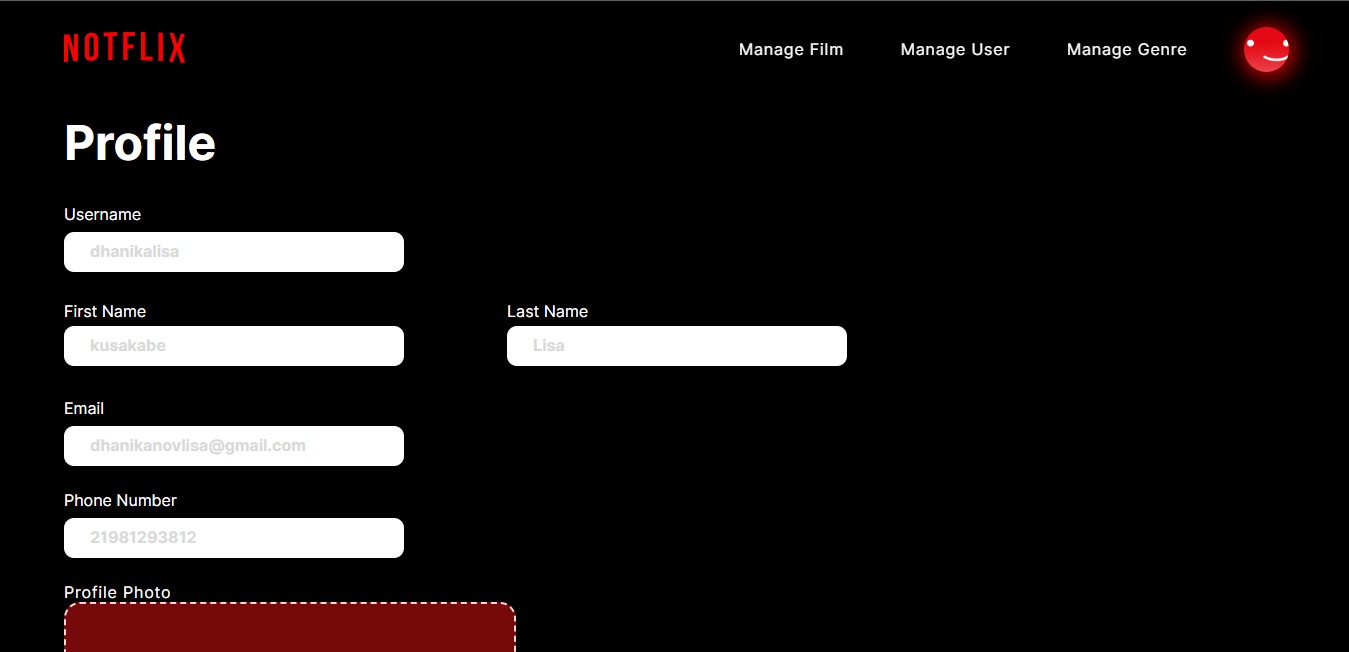 NOTFLIX
Manage Film Manage User Manage Genre
Profile
Username
dhanikalisa
First Name Last Name
kusakabe Lisa
Email
dhanikanovlisa@gmail.com
Phone Number
21981293812
Profile Photo